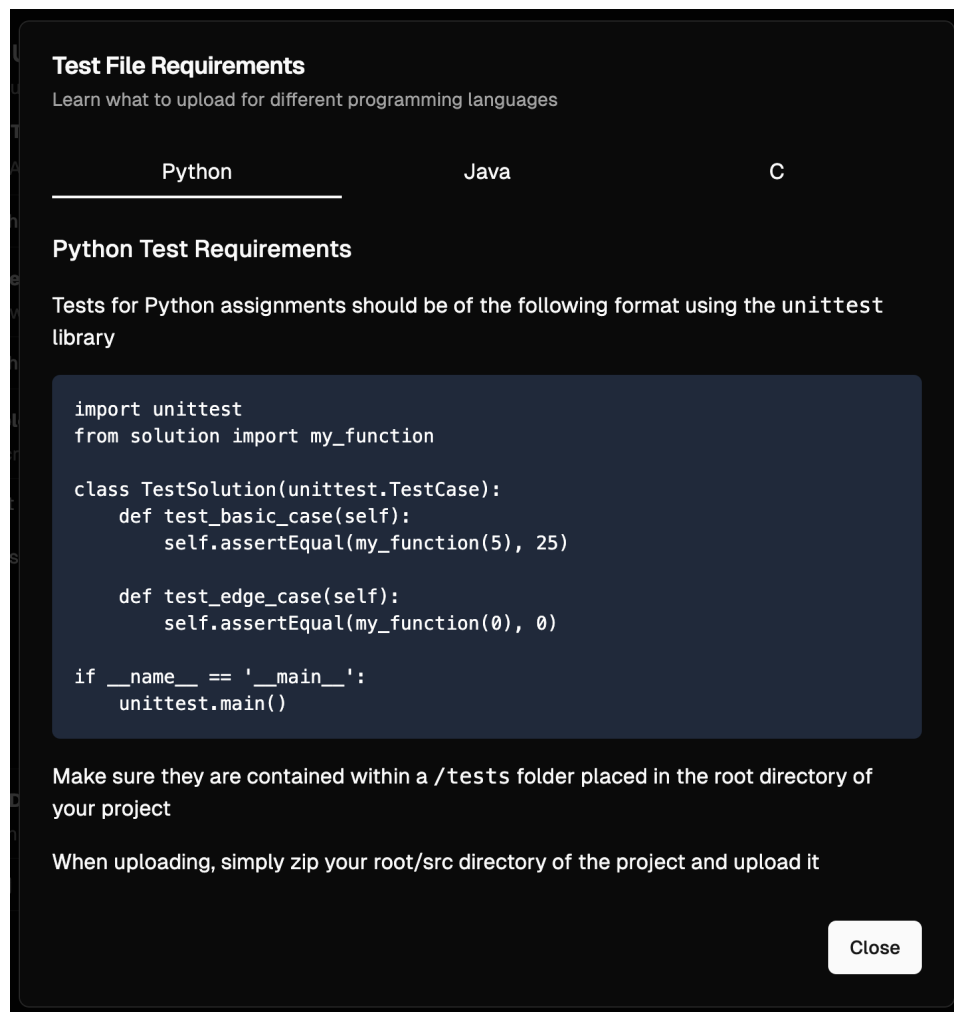 Test File Requirements
Learn what to upload for different programming languages
Python Java C
Python Test Requirements
Tests for Python assignments should be of the following format using the unittest
library
import unittest
from solution import my_function
class TestSolution(unittest.TestCase):
    def test_basic_case(self):
        self.assertEqual(my_function(5), 25)
    def test_edge_case(self):
        self.assertEqual(my_function(0), 0)
if __name__ == '__main__':
    unittest.main()
Make sure they are contained within a /tests folder placed in the root directory of
your project
When uploading, simply zip your root/src directory of the project and upload it
Close